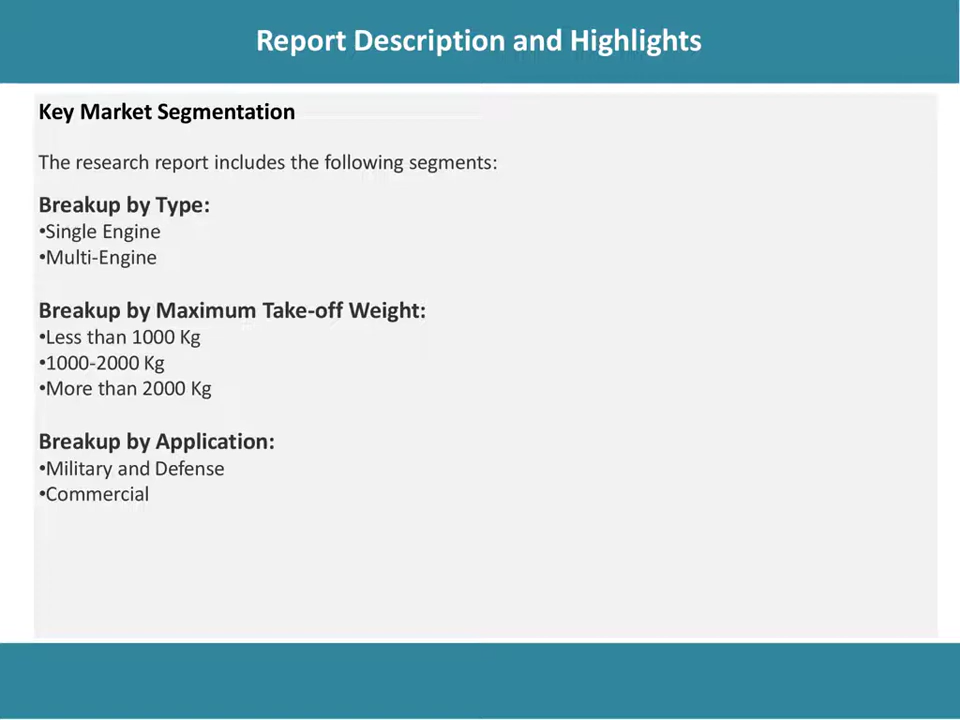 Report Description and Highlights
Key Market Segmentation
The research report includes the following segments:
Breakup by Type:
•Single Engine
•Multi-Engine
Breakup by Maximum Take-off Weight:
•Less than 1000 Kg
•1000-2000 Kg
•More than 2000 Kg
Breakup by Application:
•Military and Defense
•Commercial